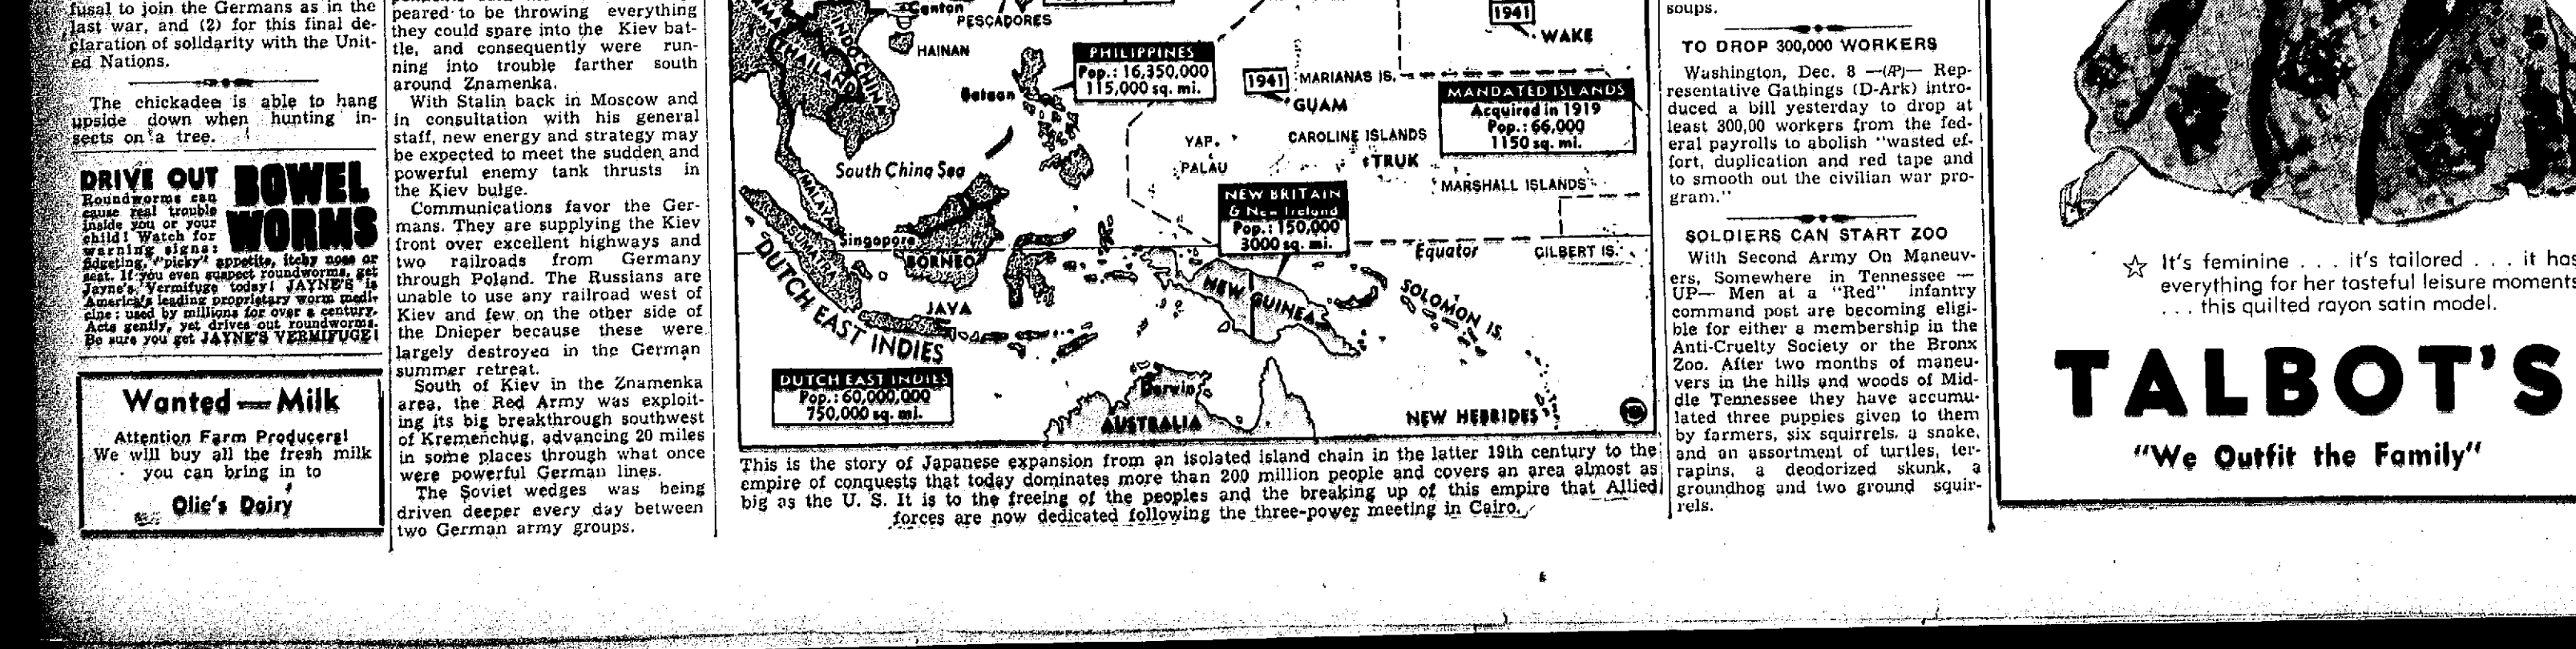 fusal to join the Germans as in the
last war, and (2) for this final de-
claration of solidarity with the Unit-
ed Nations.
The chickadee is able to hang
upside down when hunting in-
sects on a tree.
DRIVE OUT BOWEL WORMS
Roundworms can
cause real trouble
inside you or your
child! Watch for
warning signs:
fidgeting, "picky" appetite, itchy nose or
seat. If you even suspect roundworms, get
Jayne's Vermifuge today! JAYNE'S is
America's leading proprietary worm medi-
cine; used by millions for over a century.
Acts gently, yet drives out roundworms.
Be sure you get JAYNE'S VERMIFUGE!
Wanted — Milk
Attention Farm Producers!
We will buy all the fresh milk
you can bring in to
Olie's Dairy
peared to be throwing everything
they could spare into the Kiev bat-
tle, and consequently were run-
ning into trouble farther south
around Znamenka.
With Stalin back in Moscow and
in consultation with his general
staff, new energy and strategy may
be expected to meet the sudden and
powerful enemy tank thrusts in
the Kiev bulge.
Communications favor the Ger-
mans. They are supplying the Kiev
front over excellent highways and
two railroads from Germany
through Poland. The Russians are
unable to use any railroad west of
Kiev and few on the other side of
the Dnieper because these were
largely destroyed in the German
summer retreat.
South of Kiev in the Znamenka
area, the Red Army was exploit-
ing its big breakthrough southwest
of Kremenchug, advancing 20 miles
in some places through what once
were powerful German lines.
The Soviet wedges was being
driven deeper every day between
two German army groups.
Canton
PESCADORES
HAINAN
INDOCHINA
THAILAND
PHILIPPINES
Pop.: 16,350,000
115,000 sq. mi.
Bataan
1941
WAKE
1941
MARIANAS IS.
GUAM
MANDATED ISLANDS
Acquired in 1919
Pop.: 66,000
1150 sq. mi.
YAP
CAROLINE ISLANDS
PALAU
TRUK
MARSHALL ISLANDS
South China Sea
MALAYA
NEW BRITAIN
& New Ireland
Pop.: 150,000
3000 sq. mi.
Singapore
SUMATRA
BORNEO
Equator
GILBERT IS.
DUTCH EAST INDIES
JAVA
NEW GUINEA
SOLOMON IS
DUTCH EAST INDIES
Pop.: 60,000,000
750,000 sq. mi.
Darwin
AUSTRALIA
NEW HEBRIDES
This is the story of Japanese expansion from an isolated island chain in the latter 19th century to the
empire of conquests that today dominates more than 200 million people and covers an area almost as
big as the U. S. It is to the freeing of the peoples and the breaking up of this empire that Allied
forces are now dedicated following the three-power meeting in Cairo.
soups.
TO DROP 300,000 WORKERS
Washington, Dec. 8 —(AP)— Rep-
resentative Gathings (D-Ark) intro-
duced a bill yesterday to drop at
least 300,00 workers from the fed-
eral payrolls to abolish "wasted ef-
fort, duplication and red tape and
to smooth out the civilian war pro-
gram."
SOLDIERS CAN START ZOO
With Second Army On Maneuv-
ers, Somewhere in Tennessee —
UP— Men at a "Red" infantry
command post are becoming eligi-
ble for either a membership in the
Anti-Cruelty Society or the Bronx
Zoo. After two months of maneu-
vers in the hills and woods of Mid-
dle Tennessee they have accumu-
lated three puppies given to them
by farmers, six squirrels, a snake,
and an assortment of turtles, ter-
rapins, a deodorized skunk, a
groundhog and two ground squir-
rels.
☆ It's feminine . . . it's tailored . . . it has
everything for her tasteful leisure moments
. . . this quilted rayon satin model.
TALBOT'S
"We Outfit the Family"